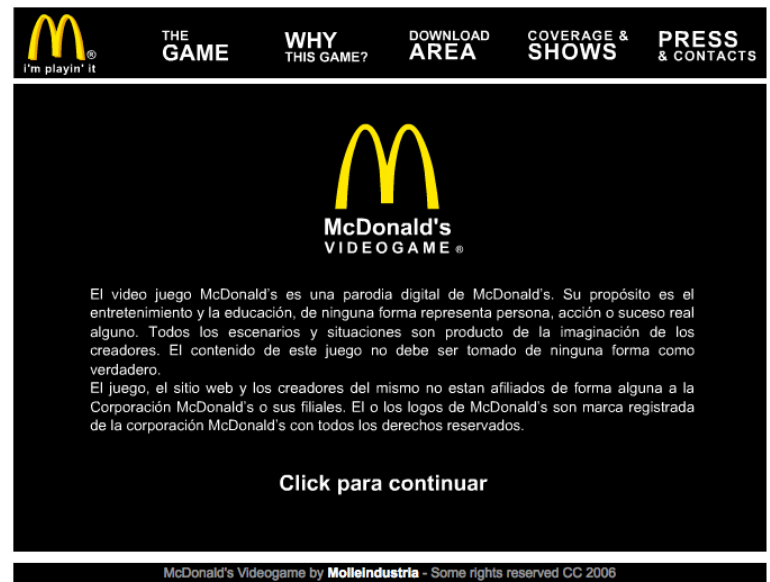 i'm playin' it ®
THE
GAME
WHY
THIS GAME?
DOWNLOAD
AREA
COVERAGE &
SHOWS
PRESS
& CONTACTS
McDonald's
VIDEOGAME ®
El video juego McDonald's es una parodia digital de McDonald's. Su propósito es el
entretenimiento y la educación, de ninguna forma representa persona, acción o suceso real
alguno. Todos los escenarios y situaciones son producto de la imaginación de los
creadores. El contenido de este juego no debe ser tomado de ninguna forma como
verdadero.
El juego, el sitio web y los creadores del mismo no estan afiliados de forma alguna a la
Corporación McDonald's o sus filiales. El o los logos de McDonald's son marca registrada
de la corporación McDonald's con todos los derechos reservados.
Click para continuar
McDonald's Videogame by Molleindustria - Some rights reserved CC 2006